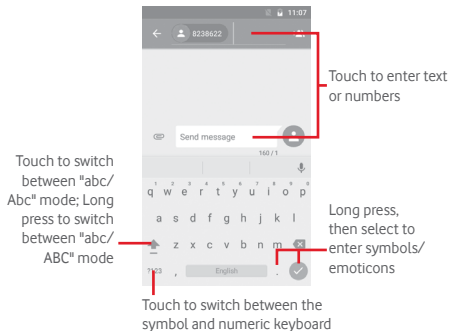 11:07
8238622
Touch to enter text
or numbers
Send message
160 / 1
Touch to switch
between "abc/
Abc" mode; Long
press to switch
between "abc/
ABC" mode
1 2 3 4 5 6 7 8 9 0
q w e r t y u i o p
a s d f g h j k l
z x c v b n m
?123 , English .
Long press,
then select to
enter symbols/
emoticons
Touch to switch between the
symbol and numeric keyboard